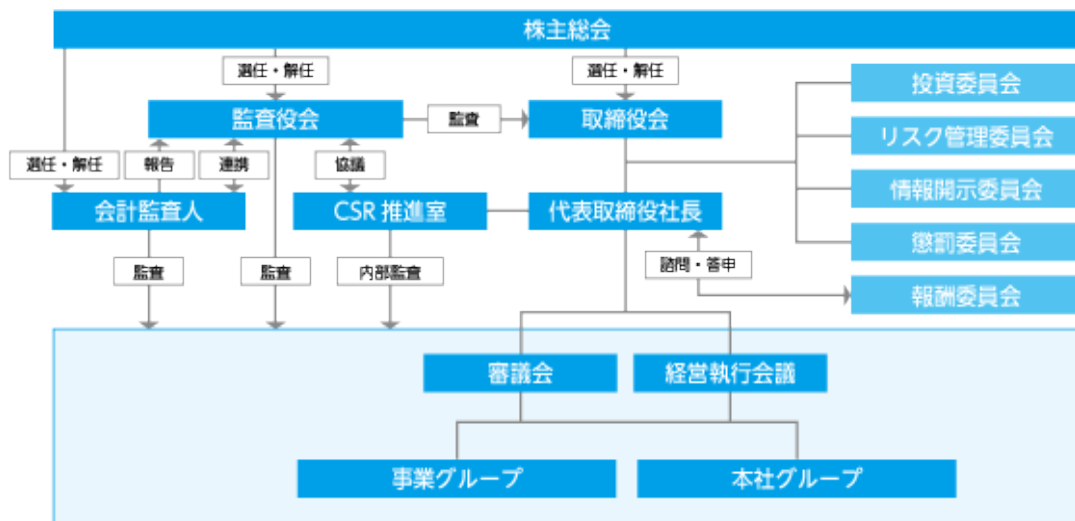 株主総会
選任・解任
選任・解任
投資委員会
監査役会
監査
取締役会
リスク管理委員会
選任・解任
報告
連携
協議
情報開示委員会
会計監査人
CSR 推進室
代表取締役社長
懲罰委員会
監査
監査
内部監査
諮問・答申
報酬委員会
審議会
経営執行会議
事業グループ
本社グループ